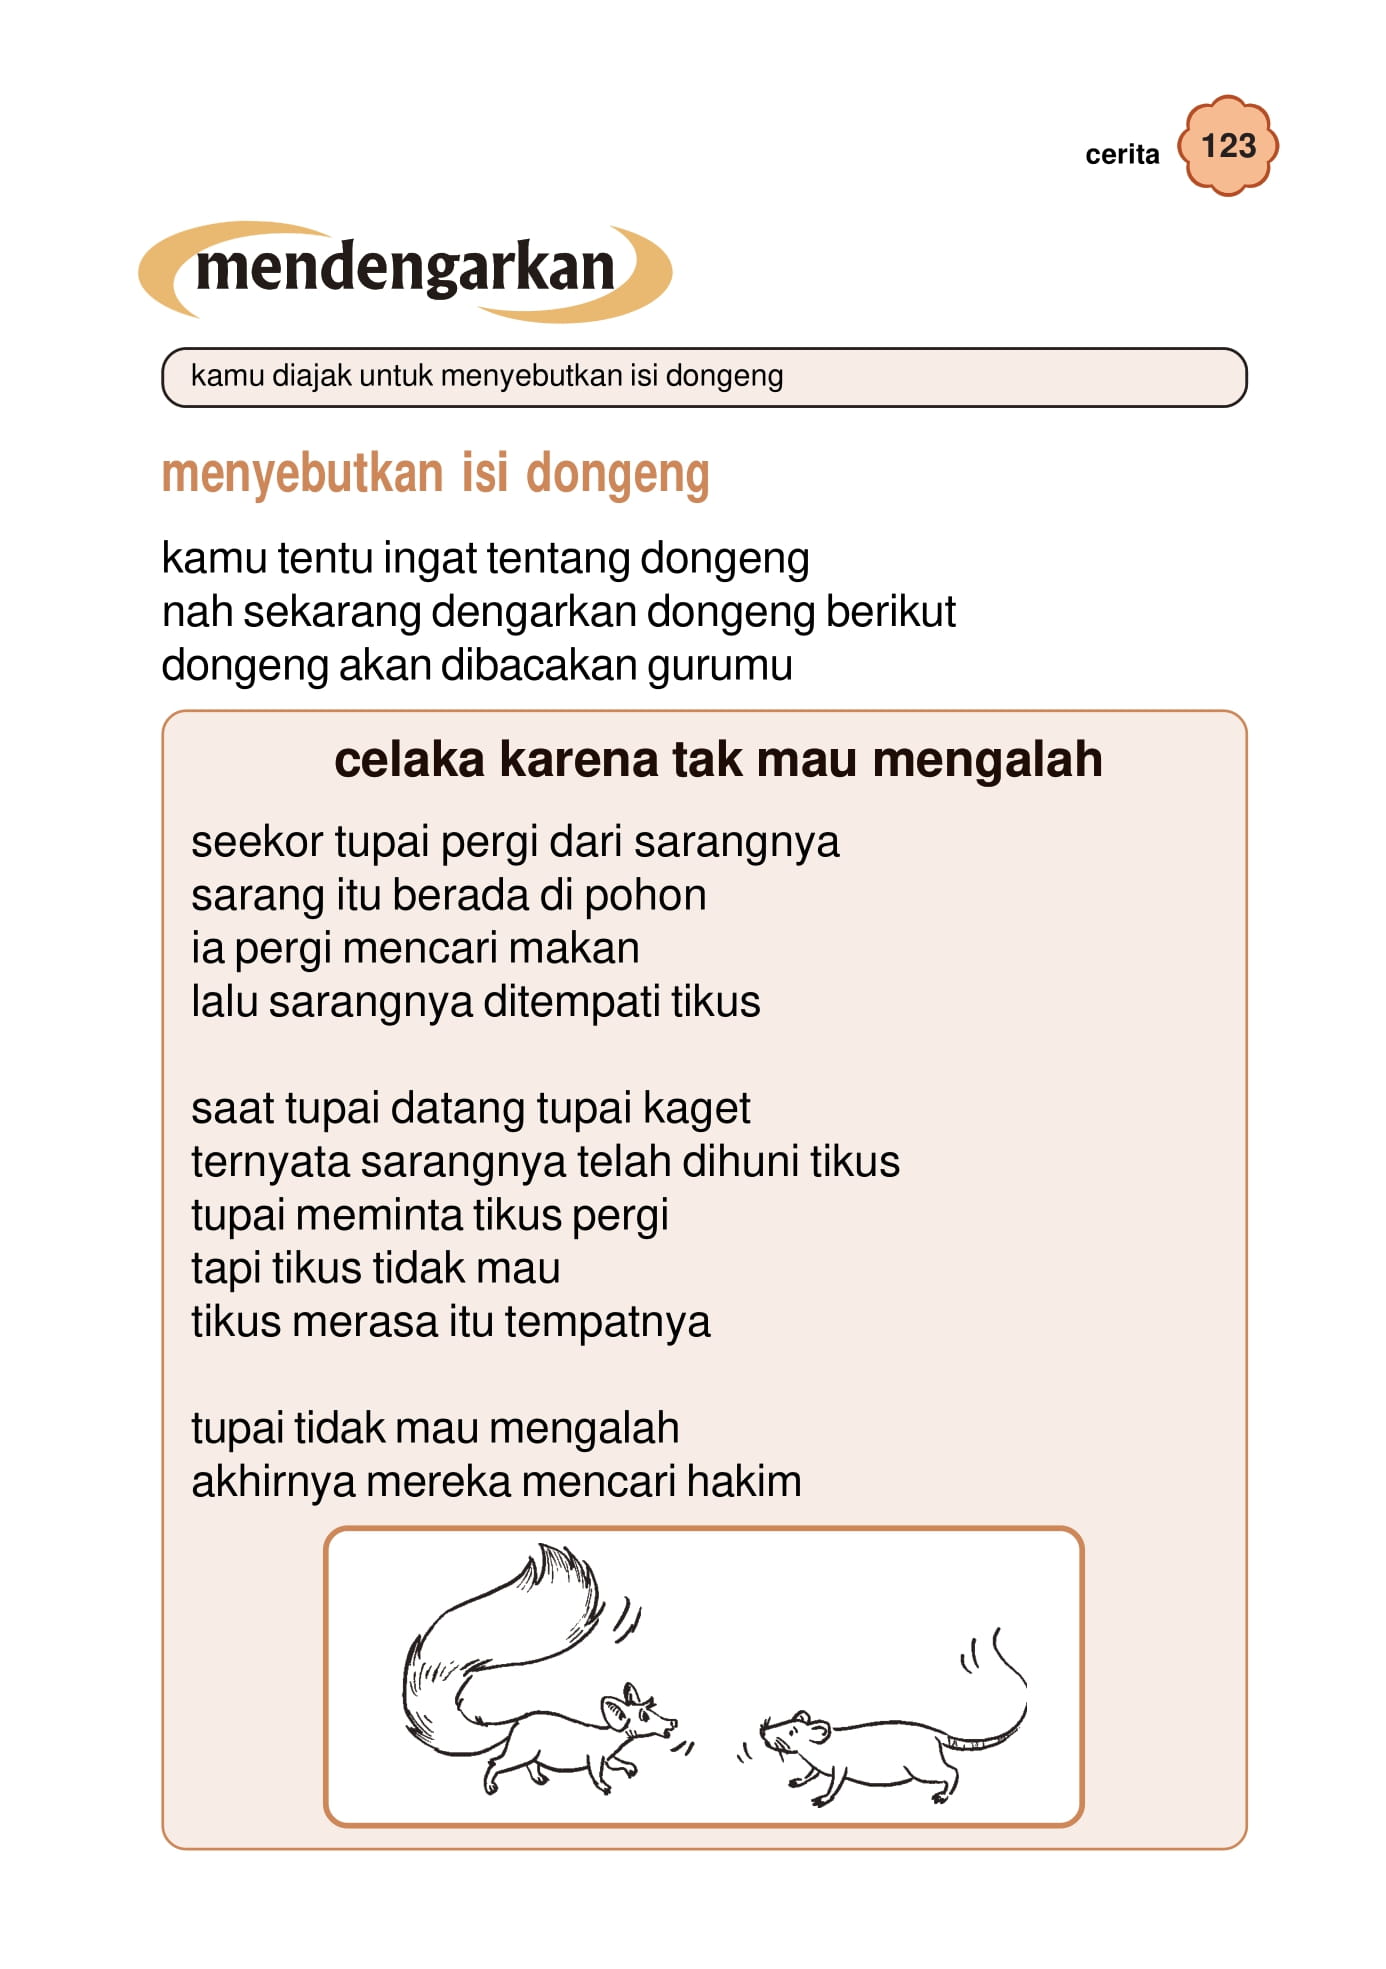 cerita 123
mendengarkan
kamu diajak untuk menyebutkan isi dongeng
menyebutkan isi dongeng
kamu tentu ingat tentang dongeng
nah sekarang dengarkan dongeng berikut
dongeng akan dibacakan gurumu
celaka karena tak mau mengalah
seekor tupai pergi dari sarangnya
sarang itu berada di pohon
ia pergi mencari makan
lalu sarangnya ditempati tikus
saat tupai datang tupai kaget
ternyata sarangnya telah dihuni tikus
tupai meminta tikus pergi
tapi tikus tidak mau
tikus merasa itu tempatnya
tupai tidak mau mengalah
akhirnya mereka mencari hakim